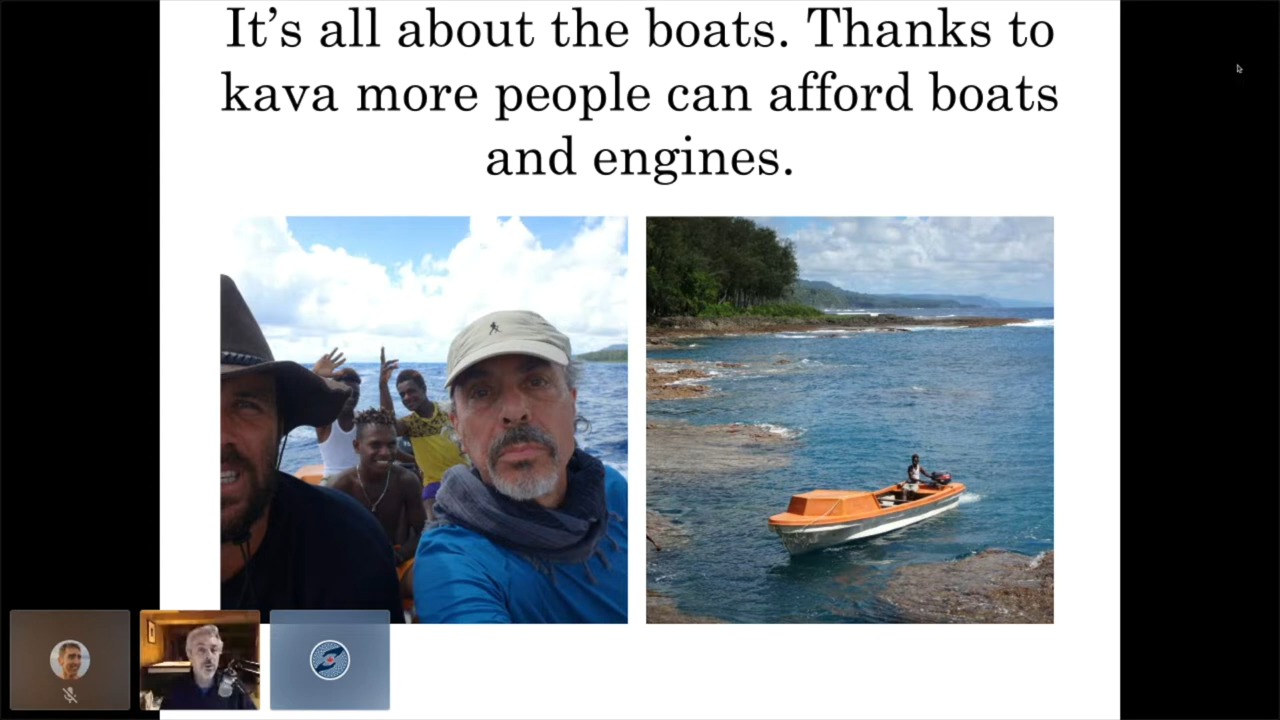 It’s all about the boats. Thanks to
kava more people can afford boats
and engines.